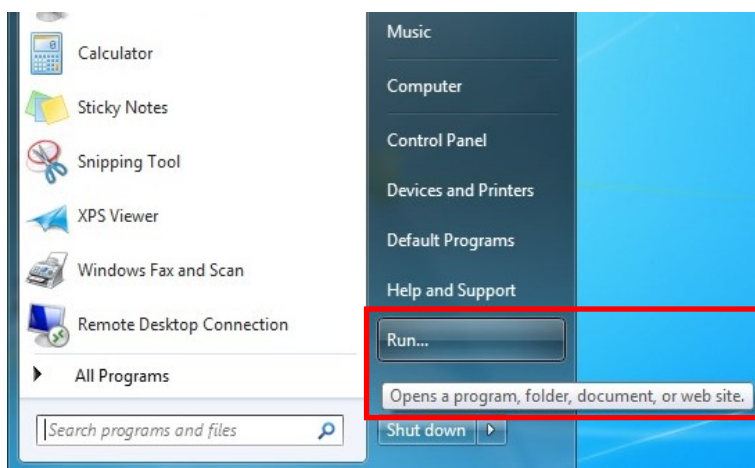 Calculator
Sticky Notes
Snipping Tool
XPS Viewer
Windows Fax and Scan
Remote Desktop Connection
All Programs
Search programs and files
Music
Computer
Control Panel
Devices and Printers
Default Programs
Help and Support
Run...
Opens a program, folder, document, or web site.
Shut down